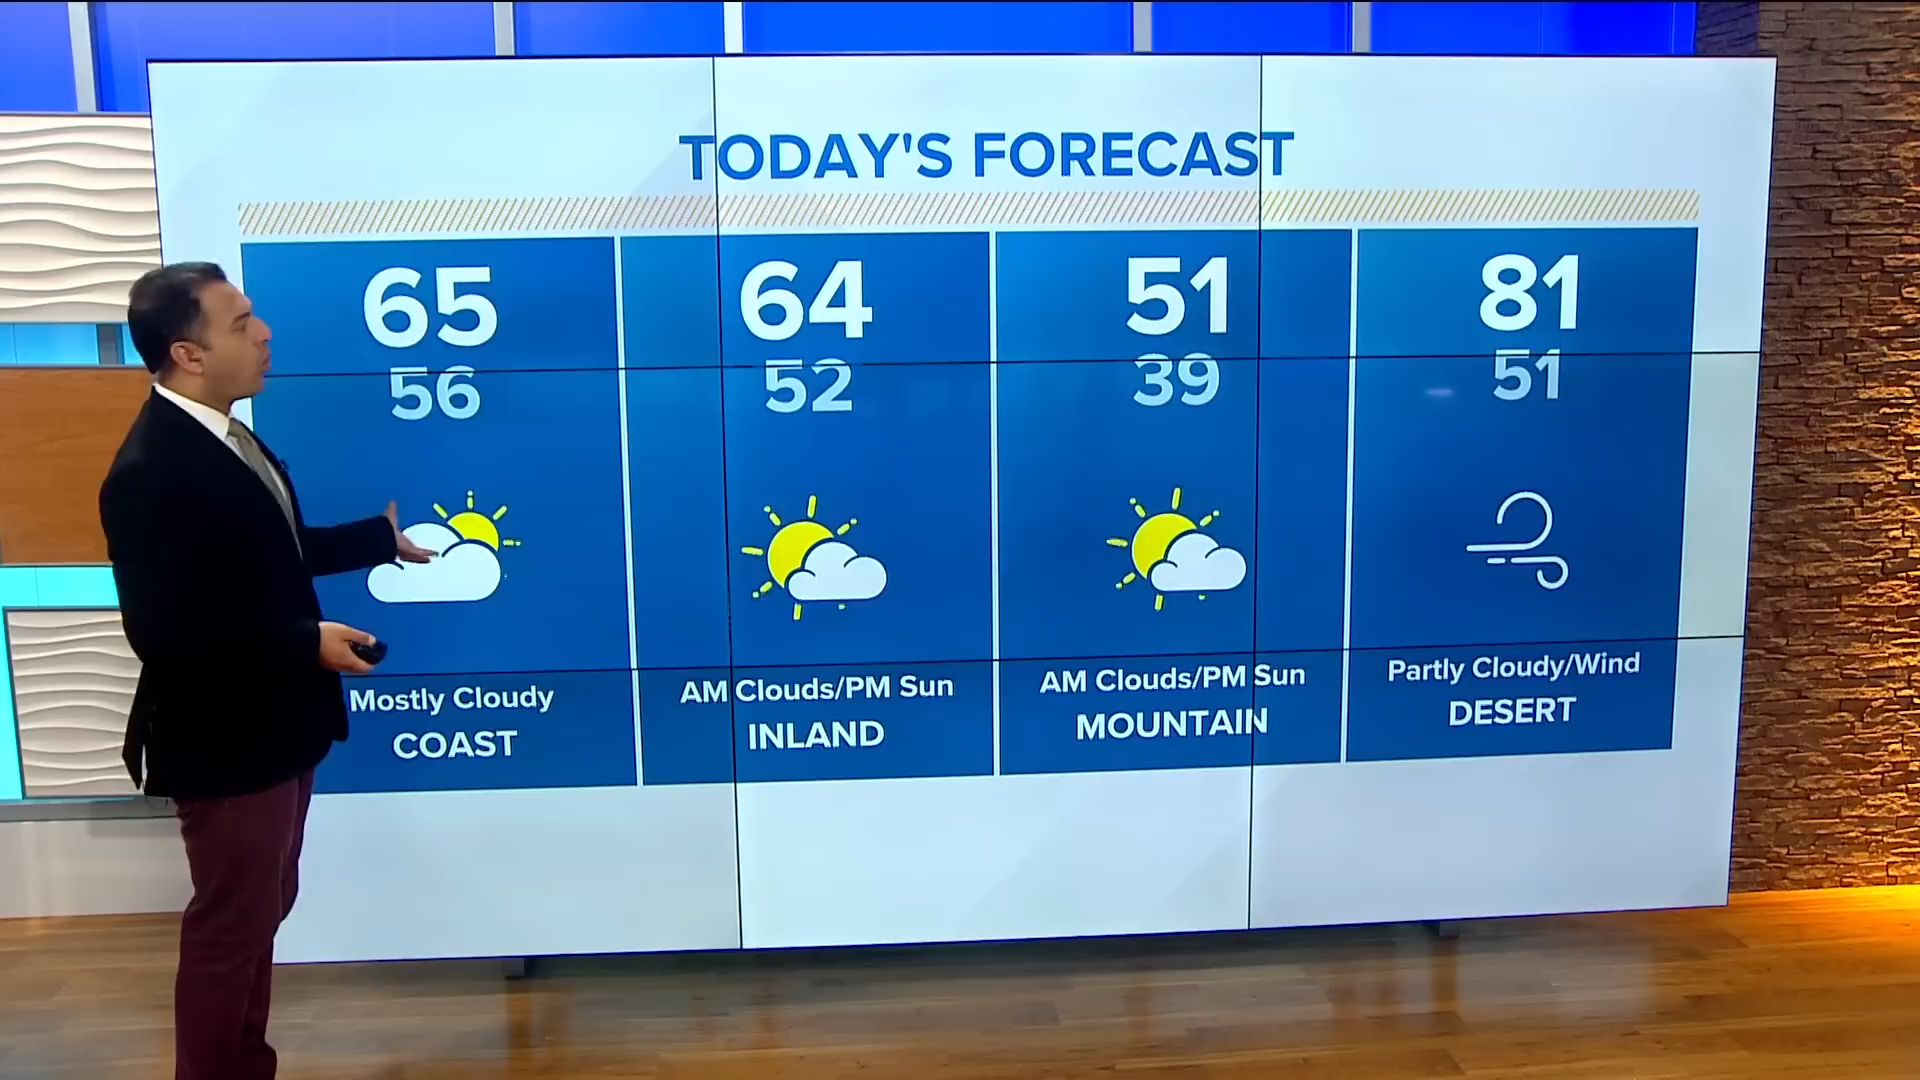 TODAY'S FORECAST
65
56
Mostly Cloudy
COAST
64
52
AM Clouds/PM Sun
INLAND
51
39
AM Clouds/PM Sun
MOUNTAIN
81
51
Partly Cloudy/Wind
DESERT